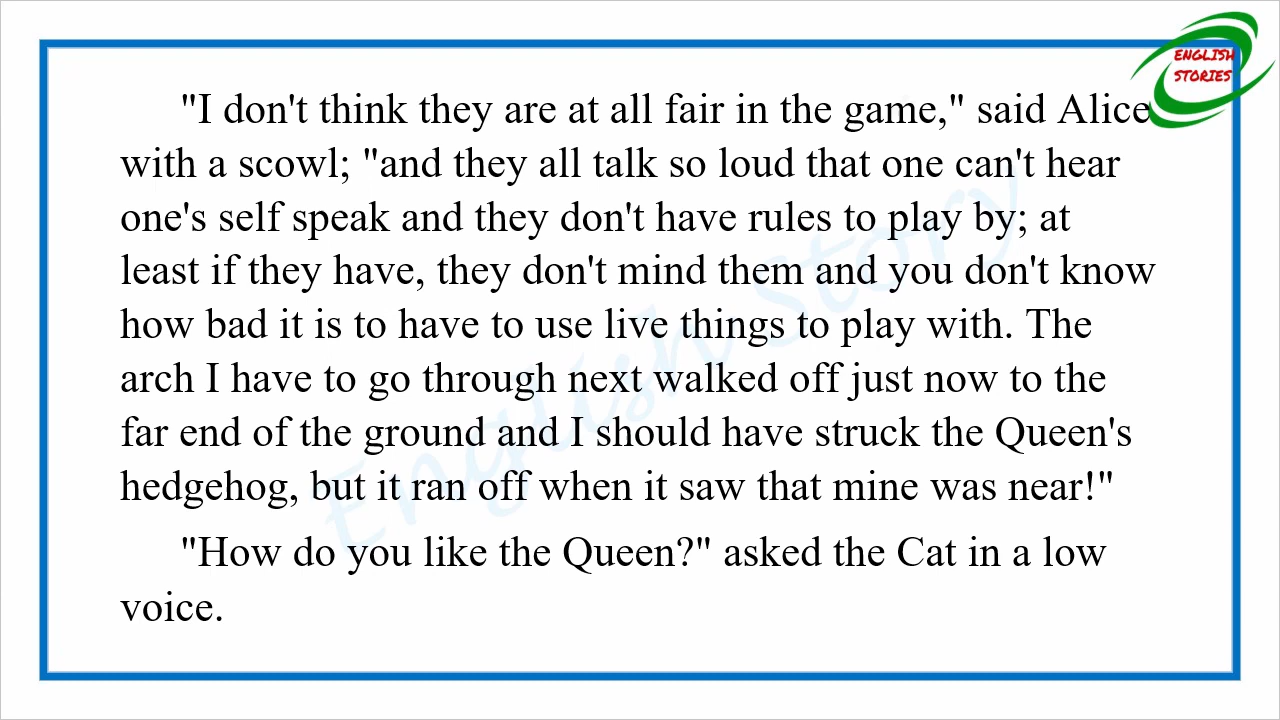 ENGLISH
STORIES
"I don't think they are at all fair in the game," said Alice
with a scowl; "and they all talk so loud that one can't hear
one's self speak and they don't have rules to play by; at
least if they have, they don't mind them and you don't know
how bad it is to have to use live things to play with. The
arch I have to go through next walked off just now to the
far end of the ground and I should have struck the Queen's
hedgehog, but it ran off when it saw that mine was near!"
"How do you like the Queen?" asked the Cat in a low
voice.
English Story